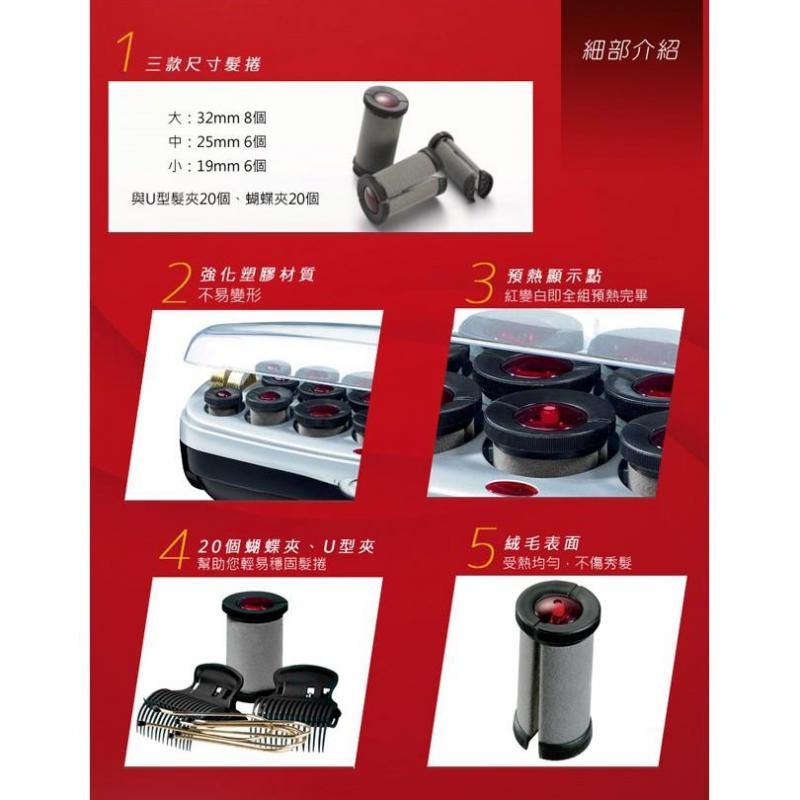 細部介紹
1 三款尺寸髮捲
大：32mm 8個
中：25mm 6個
小：19mm 6個
與U型髮夾20個、蝴蝶夾20個
2 強化塑膠材質
不易變形
3 預熱顯示點
紅變白即全組預熱完畢
4 20個蝴蝶夾、U型夾
幫助您輕易穩固髮捲
5 絨毛表面
受熱均勻，不傷秀髮